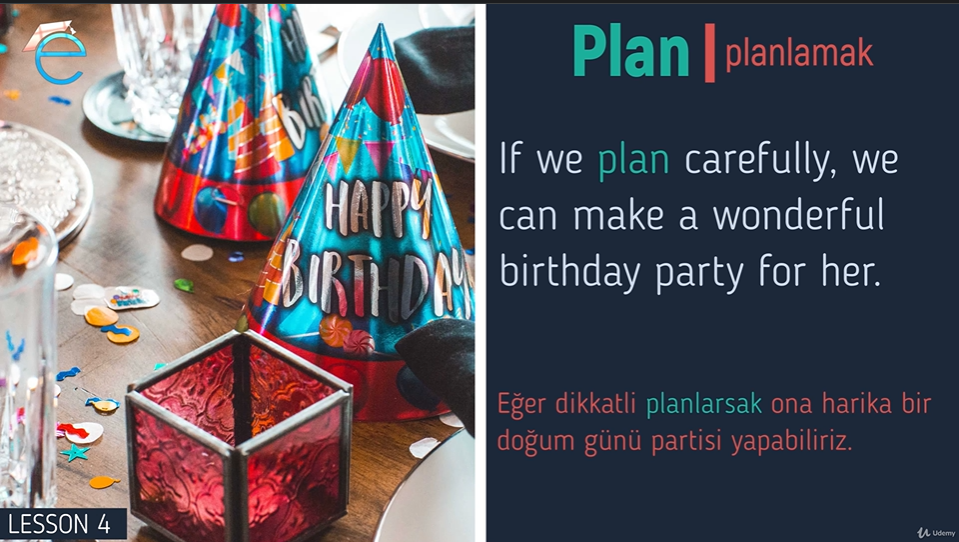 e
HAPPY
BIRTHDAY
LESSON 4
Plan | planlamak
If we plan carefully, we
can make a wonderful
birthday party for her.
Eğer dikkatli planlarsak ona harika bir
doğum günü partisi yapabiliriz.
Udemy